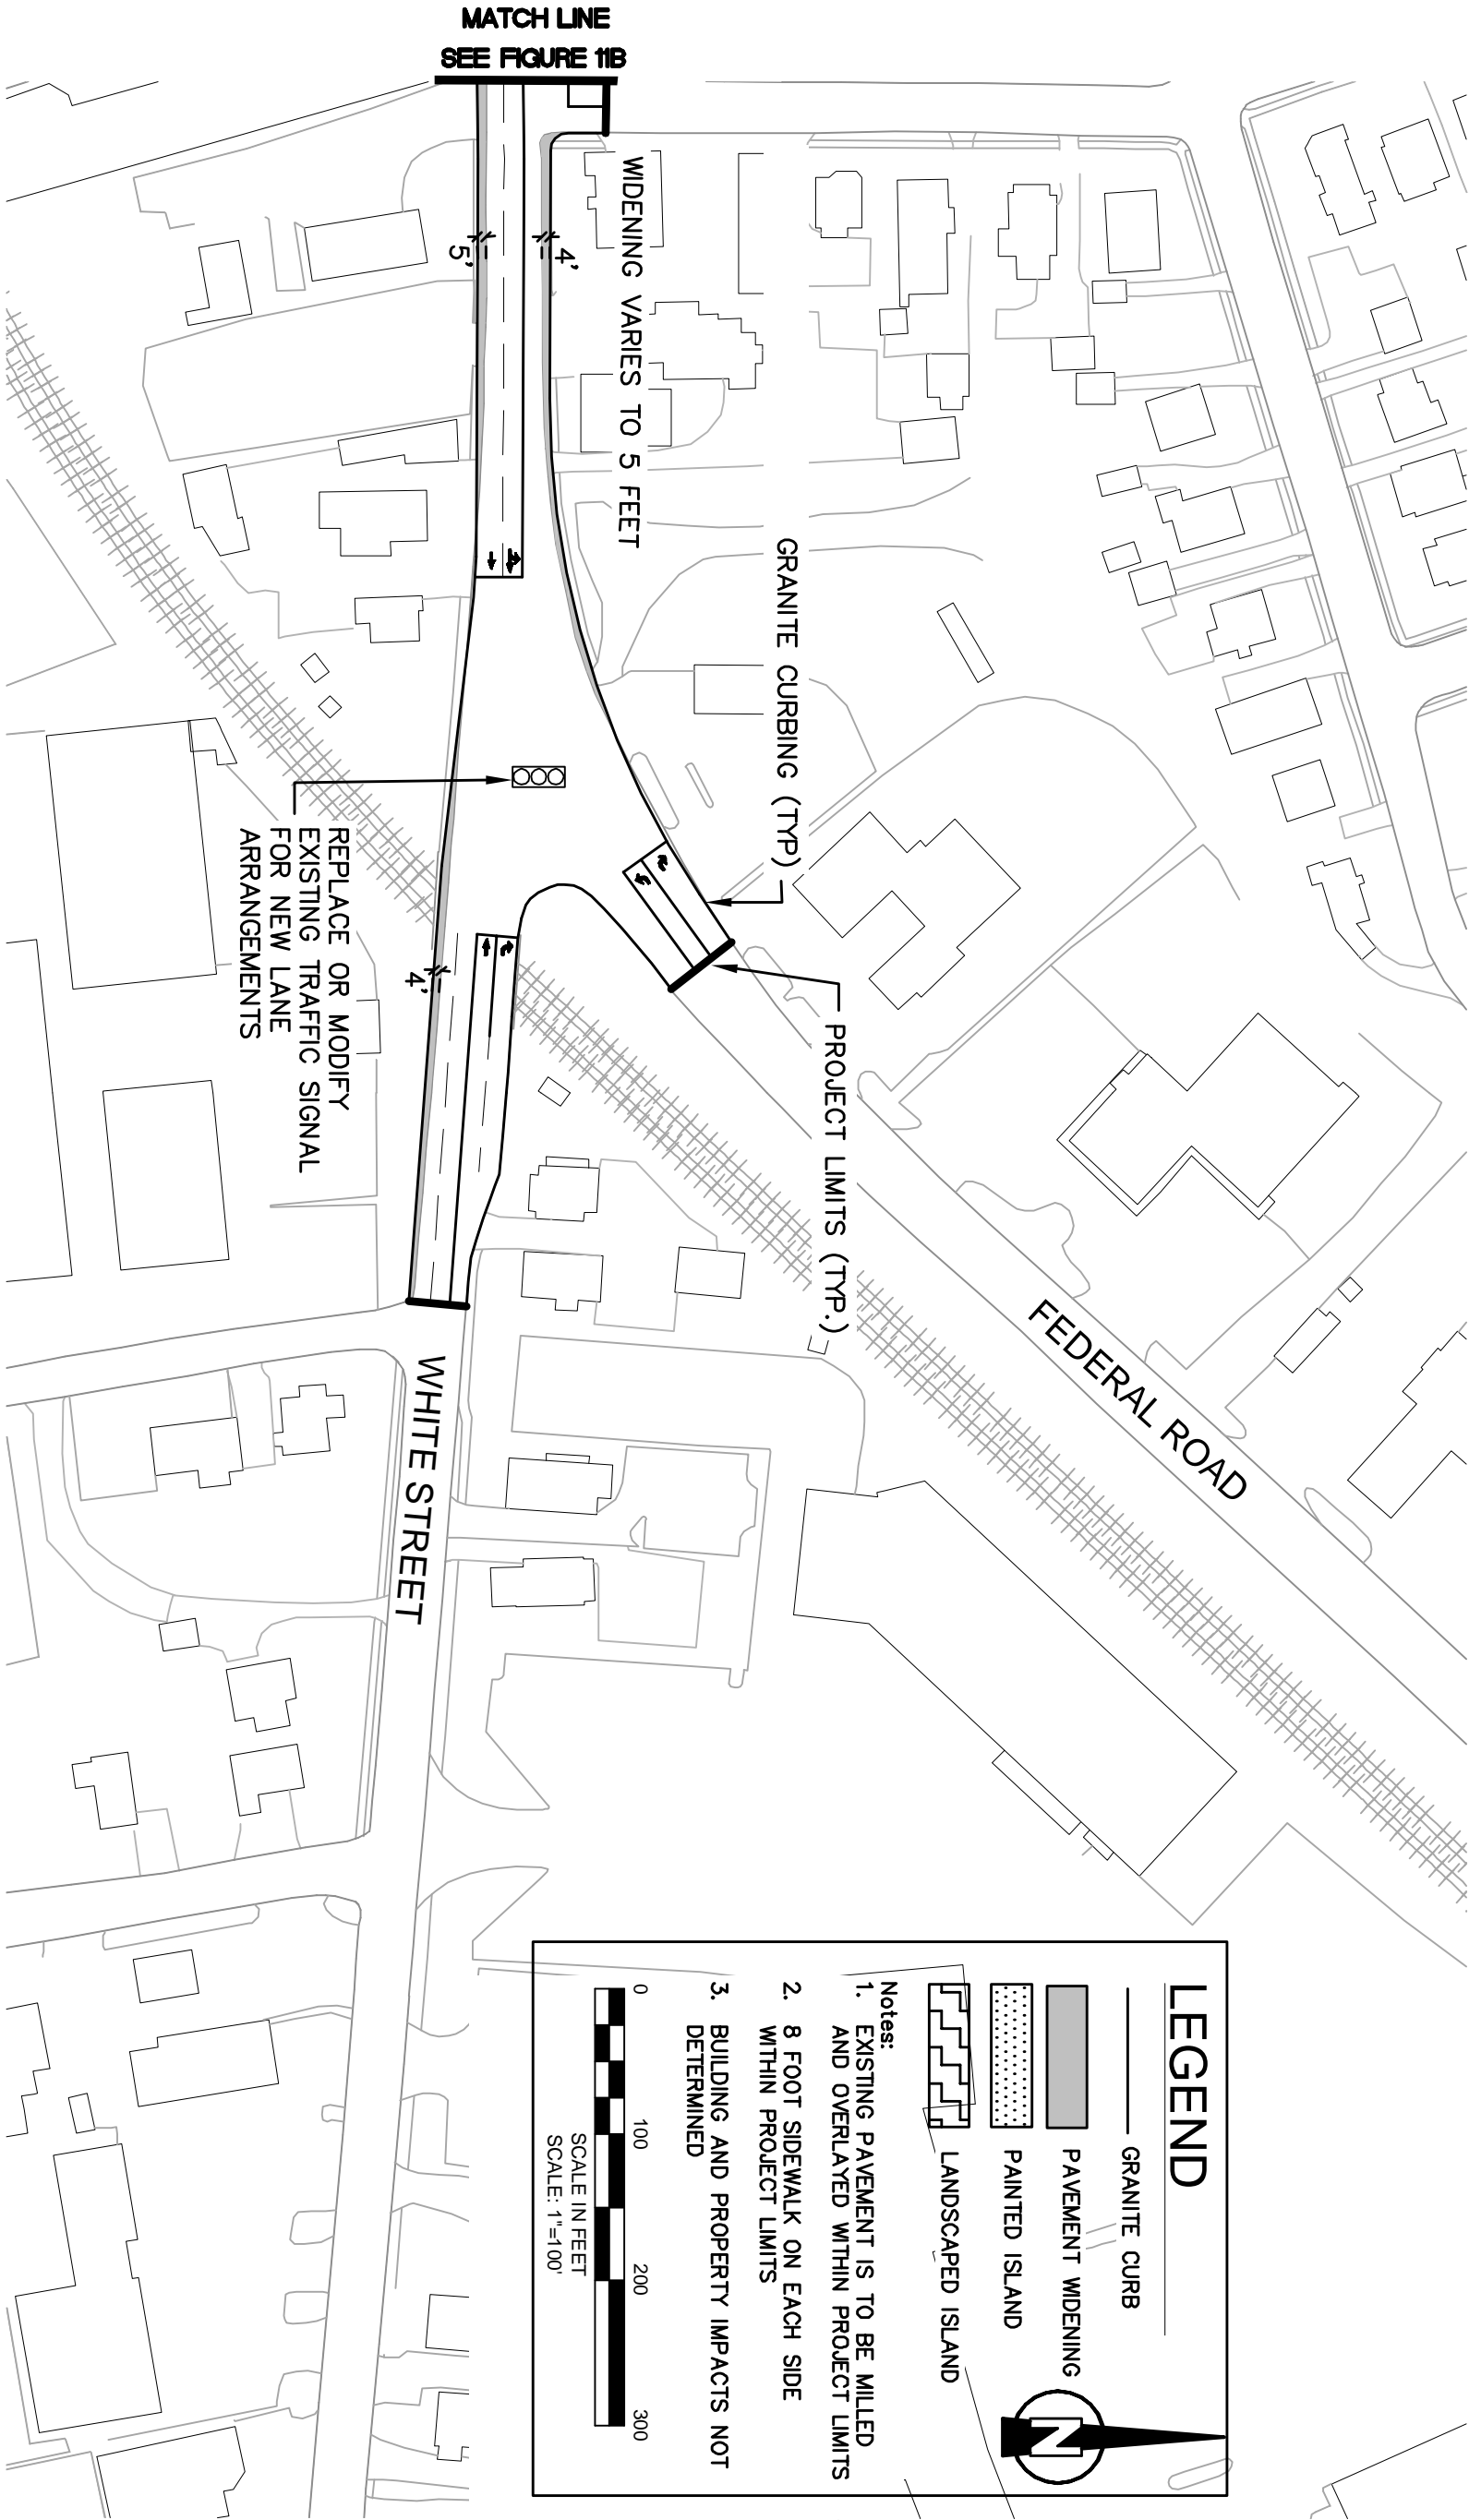 MATCH LINE
SEE FIGURE 11B
WIDENING VARIES TO 5 FEET
4'
5'
GRANITE CURBING (TYP)
REPLACE OR MODIFY
EXISTING TRAFFIC SIGNAL
FOR NEW LANE
ARRANGEMENTS
4'
PROJECT LIMITS (TYP.)
FEDERAL ROAD
WHITE STREET
LEGEND
GRANITE CURB
PAVEMENT WIDENING
PAINTED ISLAND
LANDSCAPED ISLAND
N
Notes:
1. EXISTING PAVEMENT IS TO BE MILLED
AND OVERLAYED WITHIN PROJECT LIMITS
2. 8 FOOT SIDEWALK ON EACH SIDE
WITHIN PROJECT LIMITS
3. BUILDING AND PROPERTY IMPACTS NOT
DETERMINED
0 100 200 300
SCALE IN FEET
SCALE: 1"=100'